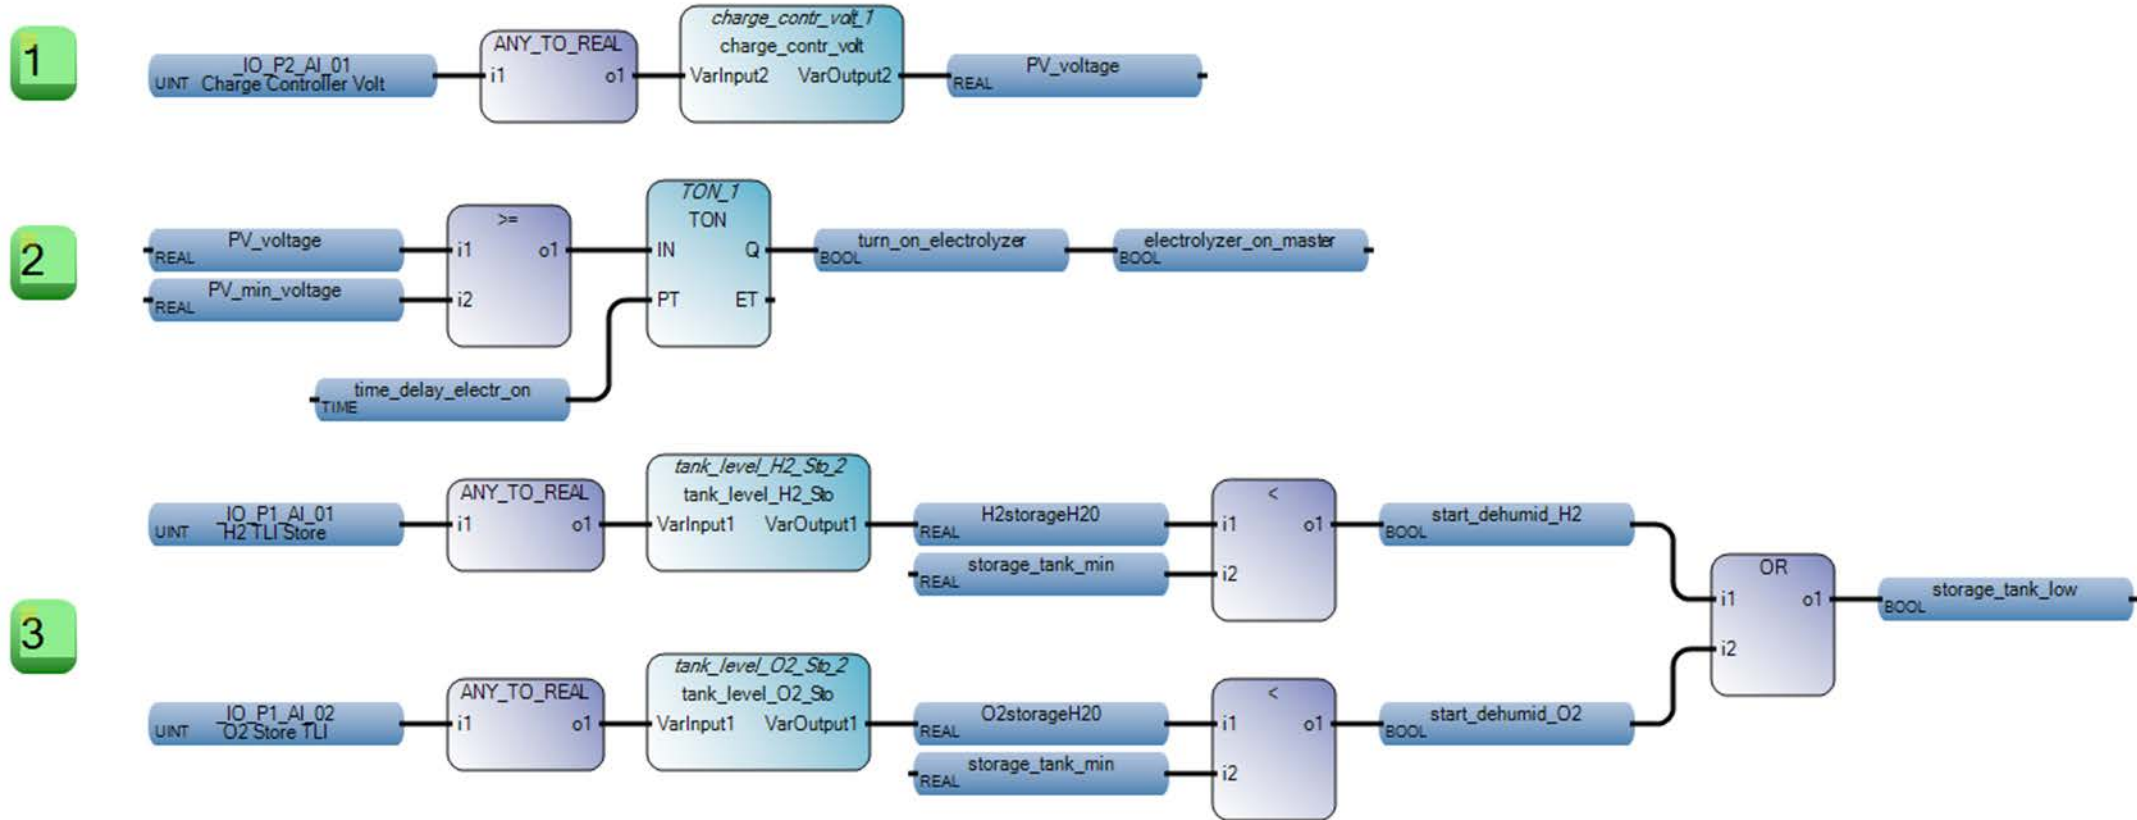 1
_IO_P2_AI_01
UINT Charge Controller Volt
ANY_TO_REAL
i1 o1
charge_contr_volt_1
charge_contr_volt
VarInput2 VarOutput2
PV_voltage
REAL
2
PV_voltage
REAL
PV_min_voltage
REAL
>=
i1 o1
i2
time_delay_electr_on
TIME
TON_1
TON
IN Q
PT ET
turn_on_electrolyzer
BOOL
electrolyzer_on_master
BOOL
3
_IO_P1_AI_01
UINT H2 TLI Store
ANY_TO_REAL
i1 o1
tank_level_H2_Sto_2
tank_level_H2_Sto
VarInput1 VarOutput1
H2storageH20
REAL
storage_tank_min
REAL
<
i1 o1
i2
start_dehumid_H2
BOOL
_IO_P1_AI_02
UINT O2 Store TLI
ANY_TO_REAL
i1 o1
tank_level_O2_Sto_2
tank_level_O2_Sto
VarInput1 VarOutput1
O2storageH20
REAL
storage_tank_min
REAL
<
i1 o1
i2
start_dehumid_O2
BOOL
OR
i1 o1
i2
storage_tank_low
BOOL